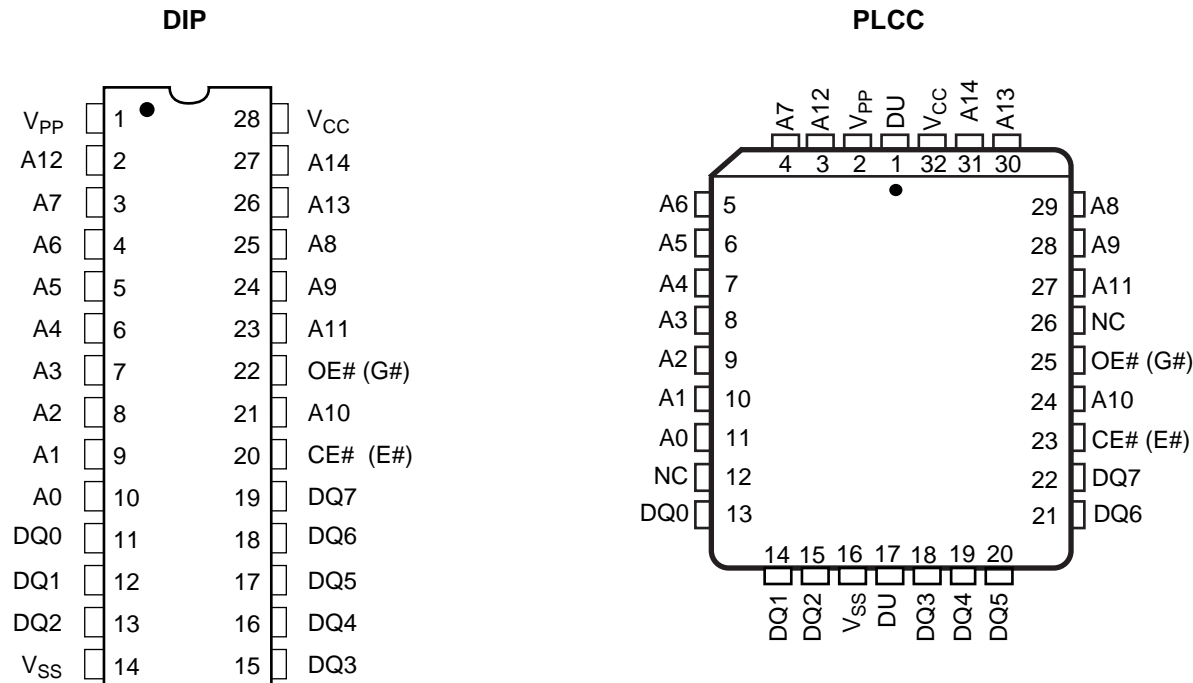 DIP
V_PP 1 28 V_CC
A12 2 27 A14
A7 3 26 A13
A6 4 25 A8
A5 5 24 A9
A4 6 23 A11
A3 7 22 OE# (G#)
A2 8 21 A10
A1 9 20 CE# (E#)
A0 10 19 DQ7
DQ0 11 18 DQ6
DQ1 12 17 DQ5
DQ2 13 16 DQ4
V_SS 14 15 DQ3
PLCC
A7 A12 V_PP DU V_CC A14 A13
4 3 2 1 32 31 30
A6 5 29 A8
A5 6 28 A9
A4 7 27 A11
A3 8 26 NC
A2 9 25 OE# (G#)
A1 10 24 A10
A0 11 23 CE# (E#)
NC 12 22 DQ7
DQ0 13 21 DQ6
14 15 16 17 18 19 20
DQ1 DQ2 V_SS DU DQ3 DQ4 DQ5